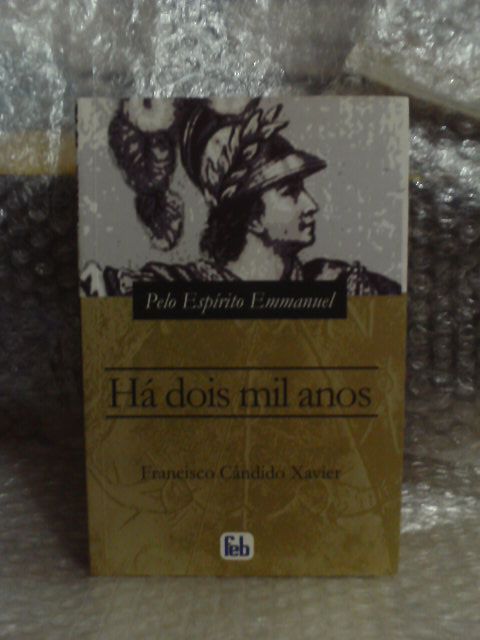 Pelo Espírito Emmanuel
Há dois mil anos
Francisco Cândido Xavier
feb